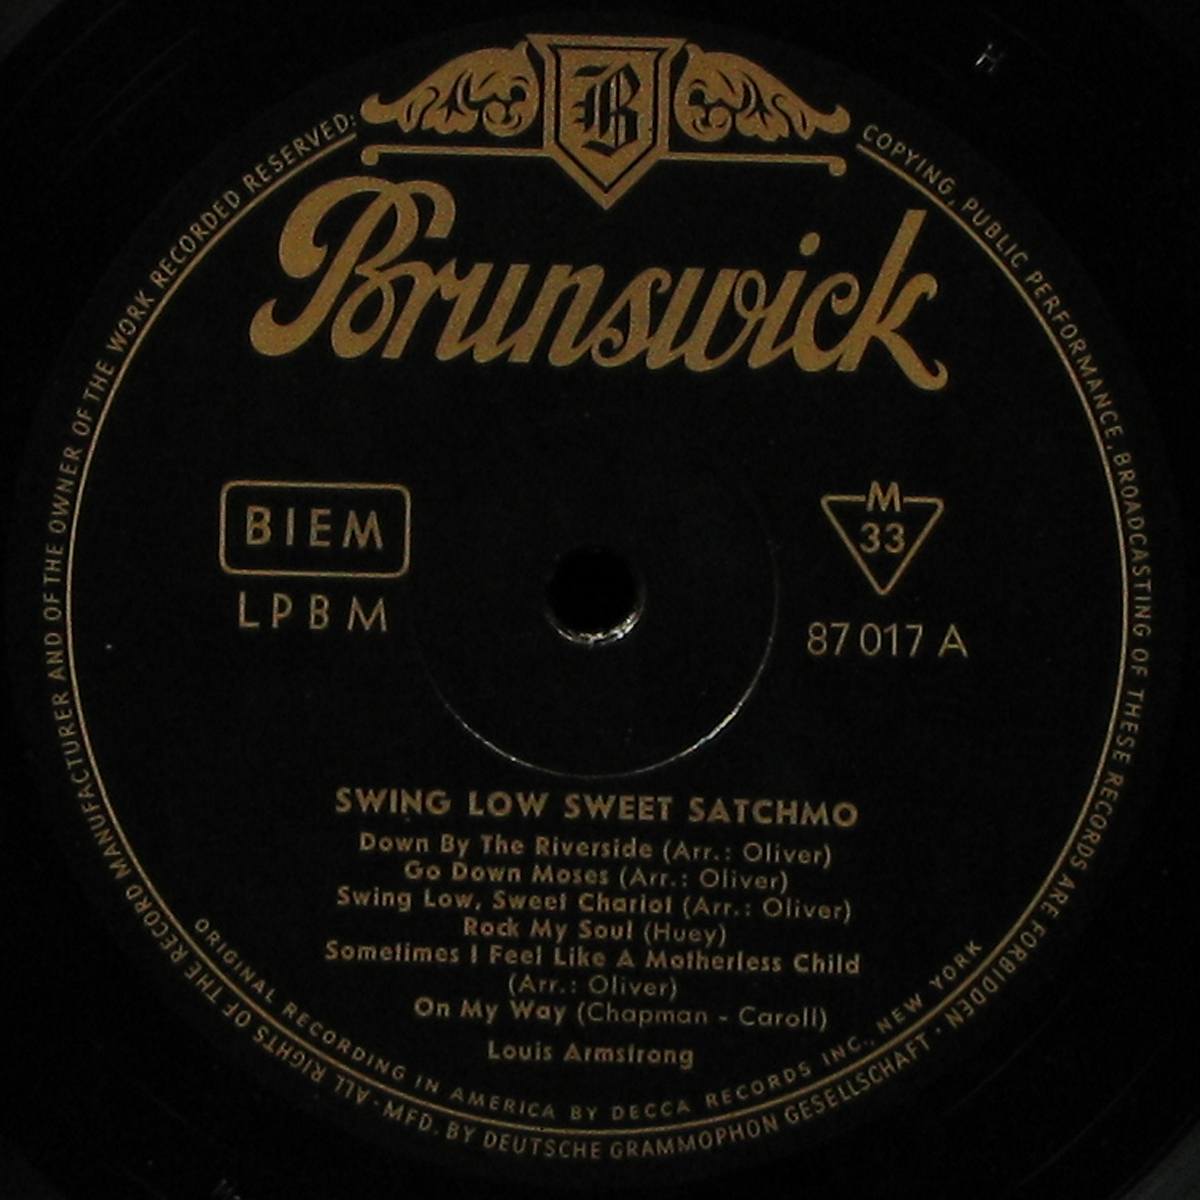 B
Brunswick
BIEM
LPBM
M
33
87 017 A
SWING LOW SWEET SATCHMO
Down By The Riverside (Arr.: Oliver)
Go Down Moses (Arr.: Oliver)
Swing Low, Sweet Chariot (Arr.: Oliver)
Rock My Soul (Huey)
Sometimes I Feel Like A Motherless Child
(Arr.: Oliver)
On My Way (Chapman - Caroll)
Louis Armstrong
ORIGINAL RECORDING IN AMERICA BY DECCA RECORDS INC., NEW YORK
ALL RIGHTS OF THE RECORD MANUFACTURER AND OF THE OWNER OF THE WORK RECORDED RESERVED:
COPYING, PUBLIC PERFORMANCE, BROADCASTING OF THESE RECORDS ARE FORBIDDEN · MFD. BY DEUTSCHE GRAMMOPHON GESELLSCHAFT ·
H